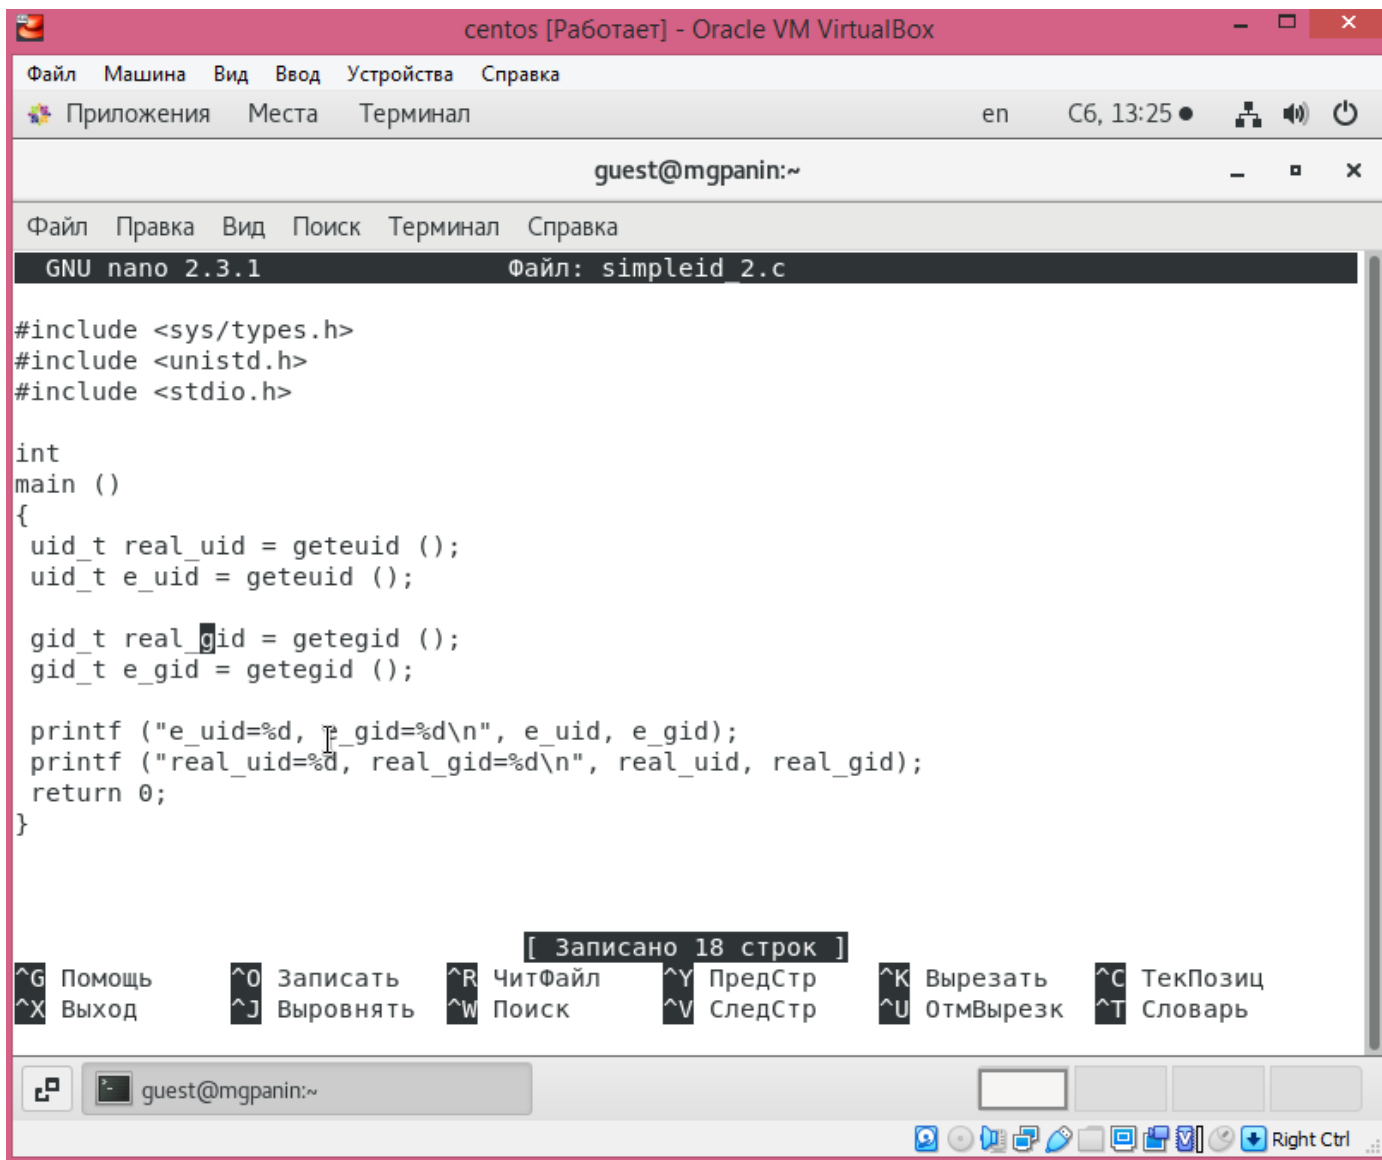 centos [Работает] - Oracle VM VirtualBox
Файл Машина Вид Ввод Устройства Справка
Приложения Места Терминал en Сб, 13:25
guest@mgpanin:~
Файл Правка Вид Поиск Терминал Справка
GNU nano 2.3.1 Файл: simpleid_2.c
#include <sys/types.h>
#include <unistd.h>
#include <stdio.h>
int
main ()
{
uid_t real_uid = geteuid ();
uid_t e_uid = geteuid ();
gid_t real_gid = getegid ();
gid_t e_gid = getegid ();
printf ("e_uid=%d, e_gid=%d\n", e_uid, e_gid);
printf ("real_uid=%d, real_gid=%d\n", real_uid, real_gid);
return 0;
}
[ Записано 18 строк ]
^G Помощь ^O Записать ^R ЧитФайл ^Y ПредСтр ^K Вырезать ^C ТекПозиц
^X Выход ^J Выровнять ^W Поиск ^V СледСтр ^U ОтмВырезк ^T Словарь
guest@mgpanin:~
Right Ctrl